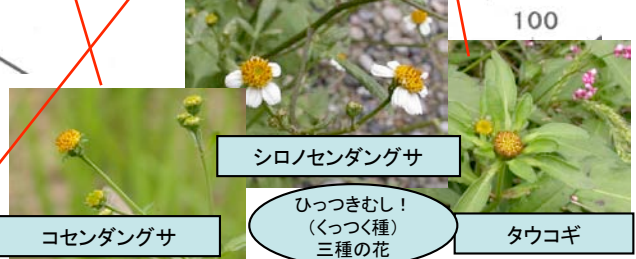 100
シロノセンダングサ
ひっつきむし！
（くっつく種）
三種の花
コセンダングサ
タウコギ